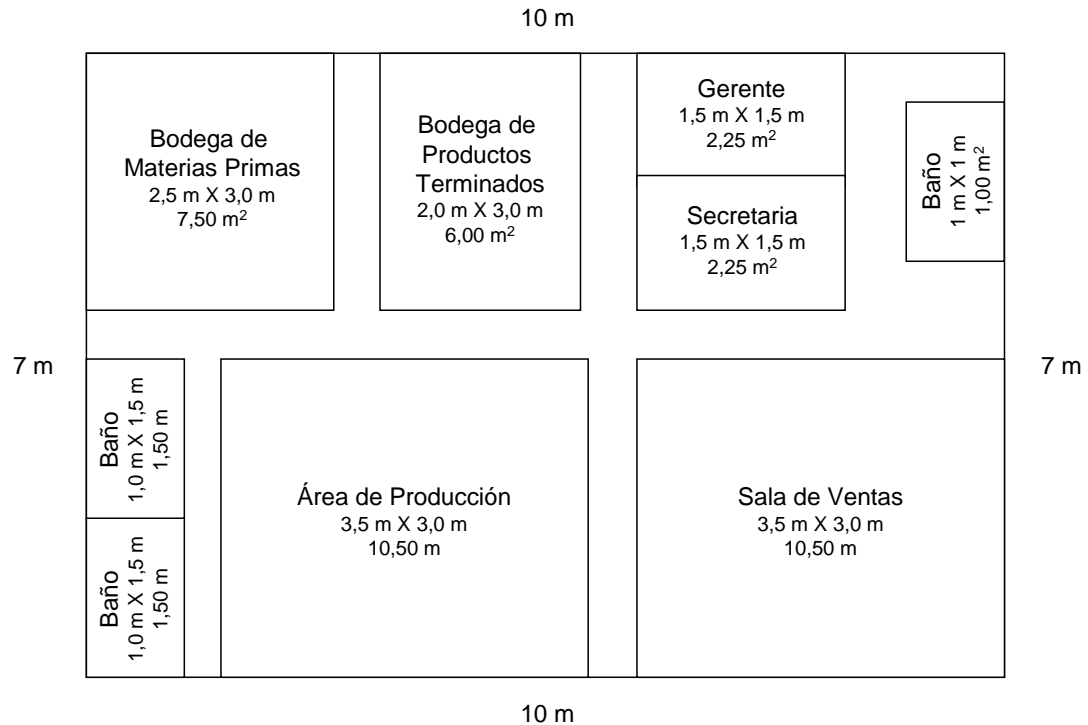 10 m
Bodega de
Materias Primas
2,5 m X 3,0 m
7,50 m²
Bodega de
Productos
Terminados
2,0 m X 3,0 m
6,00 m²
Gerente
1,5 m X 1,5 m
2,25 m²
Secretaria
1,5 m X 1,5 m
2,25 m²
Baño
1 m X 1 m
1,00 m²
7 m
7 m
Baño
1,0 m X 1,5 m
1,50 m
Baño
1,0 m X 1,5 m
1,50 m
Área de Producción
3,5 m X 3,0 m
10,50 m
Sala de Ventas
3,5 m X 3,0 m
10,50 m
10 m